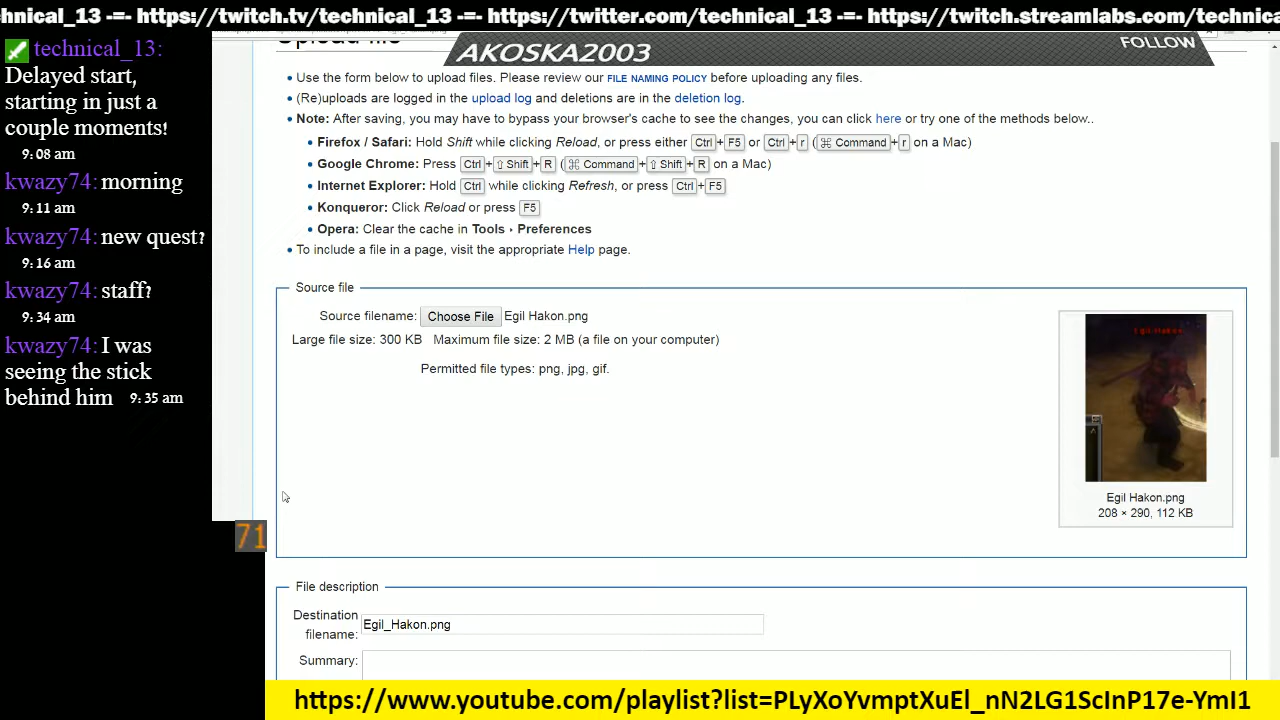 hnical_13 -=- https://twitch.tv/technical_13 -=- https://twitter.com/technical_13 -=- https://twitch.streamlabs.com/technica
technical_13:
Delayed start,
starting in just a
couple moments!
9:08 am
kwazy74: morning
9:11 am
kwazy74: new quest?
9:16 am
kwazy74: staff?
9:34 am
kwazy74: I was
seeing the stick
behind him 9:35 am
71
Upload file
AKOSKA2003
FOLLOW
• Use the form below to upload files. Please review our FILE NAMING POLICY before uploading any files.
• (Re)uploads are logged in the upload log and deletions are in the deletion log.
• Note: After saving, you may have to bypass your browser's cache to see the changes, you can click here or try one of the methods below..
• Firefox / Safari: Hold Shift while clicking Reload, or press either Ctrl+F5 or Ctrl+r (⌘ Command+r on a Mac)
• Google Chrome: Press Ctrl+⇧ Shift+R (⌘ Command+⇧ Shift+R on a Mac)
• Internet Explorer: Hold Ctrl while clicking Refresh, or press Ctrl+F5
• Konqueror: Click Reload or press F5
• Opera: Clear the cache in Tools › Preferences
• To include a file in a page, visit the appropriate Help page.
Source file
Source filename: Choose File Egil Hakon.png
Large file size: 300 KB Maximum file size: 2 MB (a file on your computer)
Permitted file types: png, jpg, gif.
Egil Hakon
Egil Hakon.png
208 × 290, 112 KB
File description
Destination
filename: Egil_Hakon.png
Summary:
https://www.youtube.com/playlist?list=PLyXoYvmptXuEl_nN2LG1ScInP17e-YmI1